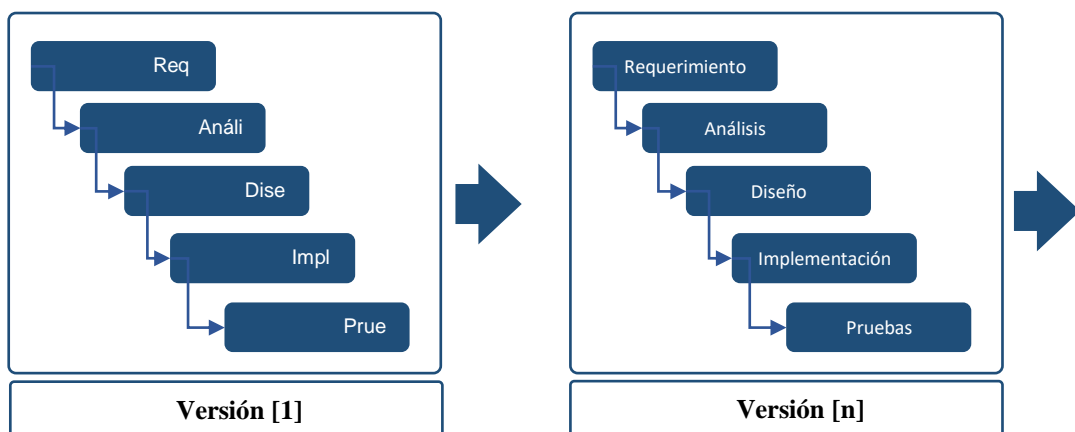 Req
Análi
Dise
Impl
Prue
Versión [1]
Requerimiento
Análisis
Diseño
Implementación
Pruebas
Versión [n]